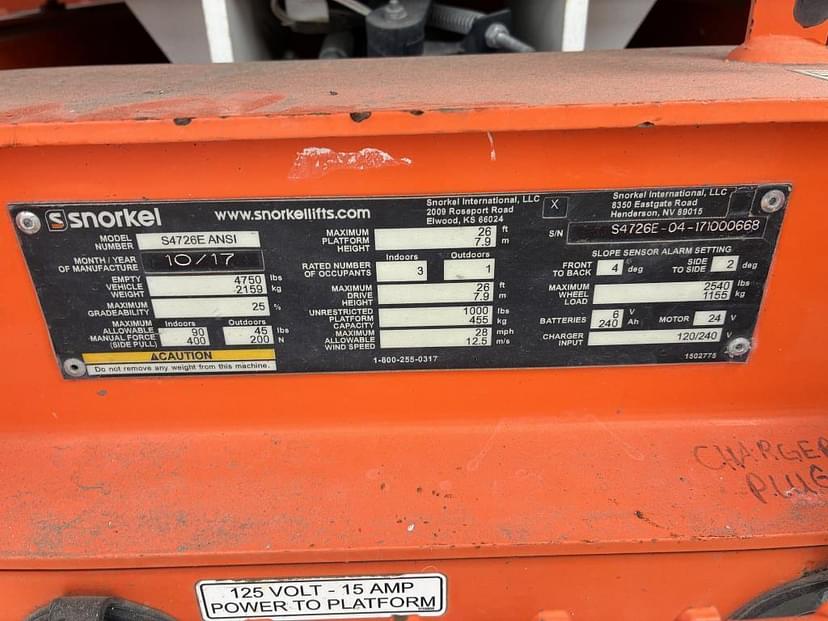 snorkel
www.snorkellifts.com
Snorkel International, LLC
2009 Rossport Road
Elwood, KS 66024
X
Snorkel International, LLC
8350 Eastgate Road
Henderson, NV 89015
MODEL NUMBER S4726E ANSI
MONTH / YEAR OF MANUFACTURE 10/17
EMPTY VEHICLE WEIGHT 4750 lbs 2159 kg
MAXIMUM GRADEABILITY 25 %
MAXIMUM ALLOWABLE MANUAL FORCE (SIDE PULL) Indoors 90 400 Outdoors 45 lbs 200 N
⚠CAUTION
Do not remove any weight from this machine.
MAXIMUM PLATFORM HEIGHT 26 ft 7.9 m
RATED NUMBER OF OCCUPANTS Indoors 3 Outdoors 1
MAXIMUM DRIVE HEIGHT 26 ft 7.9 m
UNRESTRICTED PLATFORM CAPACITY 1000 lbs 455 kg
MAXIMUM ALLOWABLE WIND SPEED 28 mph 12.5 m/s
1-800-255-0317
S/N S4726E-04-171000668
SLOPE SENSOR ALARM SETTING
FRONT TO BACK 4 deg SIDE TO SIDE 2 deg
MAXIMUM WHEEL LOAD 2540 lbs 1155 kg
BATTERIES 6 V 240 Ah MOTOR 24 V
CHARGER INPUT 120/240 V
1502775
CHARGER
PLUG
125 VOLT - 15 AMP
POWER TO PLATFORM